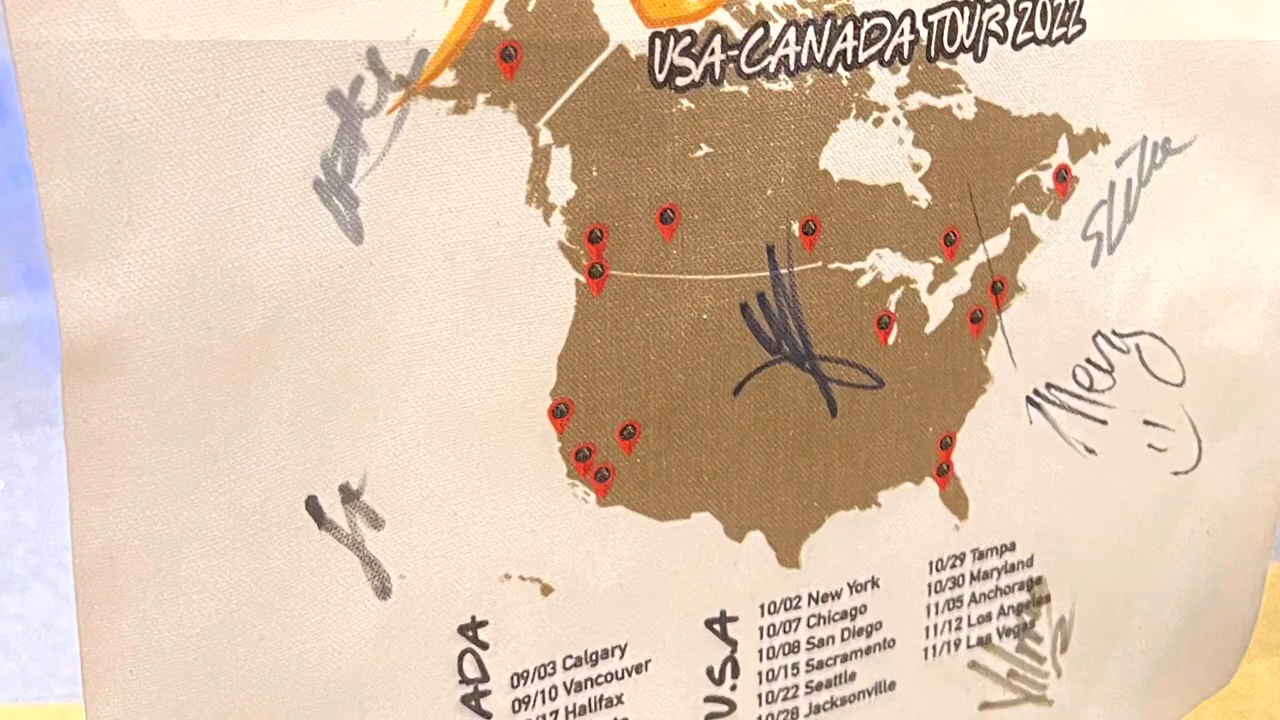 USA-CANADA TOUR 2022
Meng
ADA
09/03 Calgary
09/10 Vancouver
/17 Halifax
U.S.A
10/02 New York
10/07 Chicago
10/08 San Diego
10/15 Sacramento
10/22 Seattle
10/28 Jacksonville
10/29 Tampa
10/30 Maryland
11/05 Anchorage
11/12 Los Angeles
11/19 Las Vegas